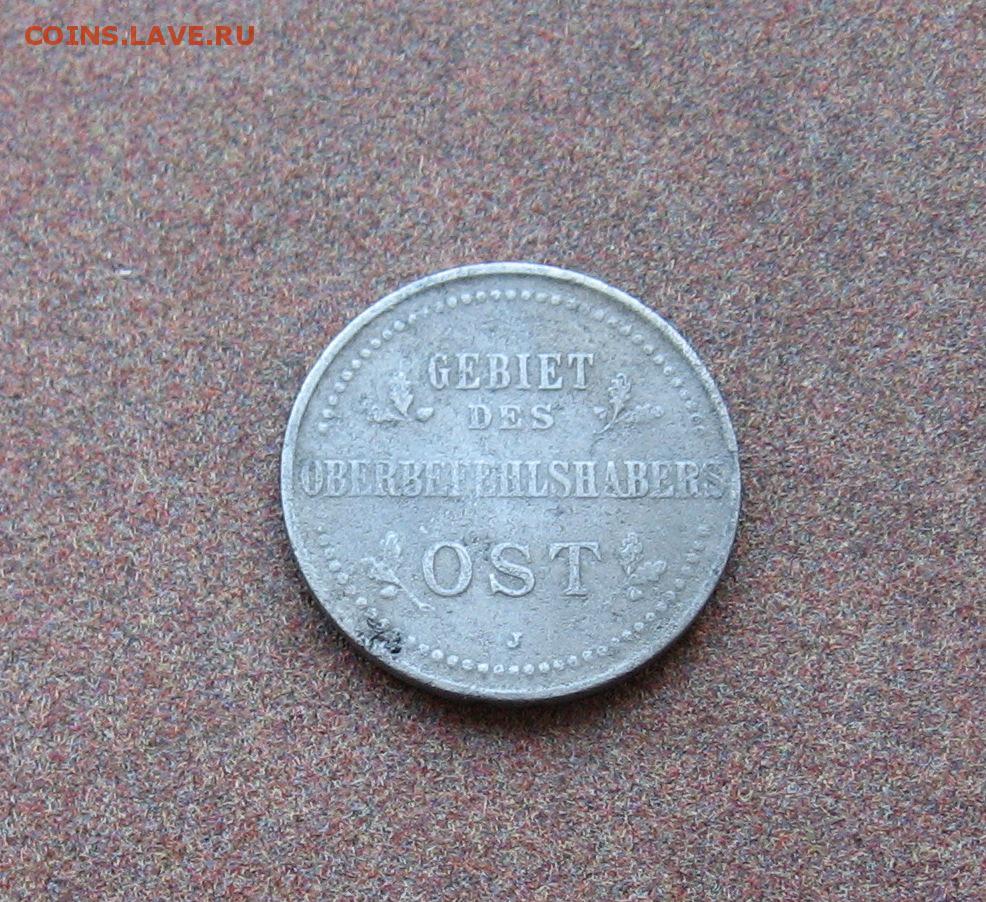 COINS.LAVE.RU
GEBIET
DES
OBERBEFEHLSHABERS
OST
J